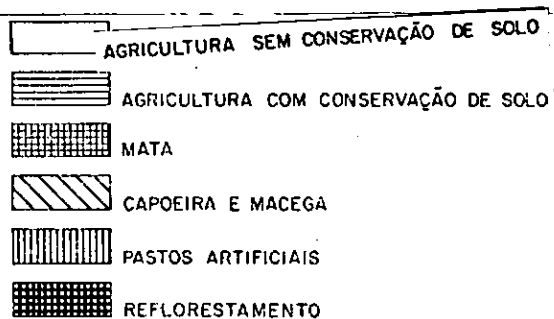 AGRICULTURA SEM CONSERVAÇÃO DE SOLO
AGRICULTURA COM CONSERVAÇÃO DE SOLO
MATA
CAPOEIRA E MACEGA
PASTOS ARTIFICIAIS
REFLORESTAMENTO